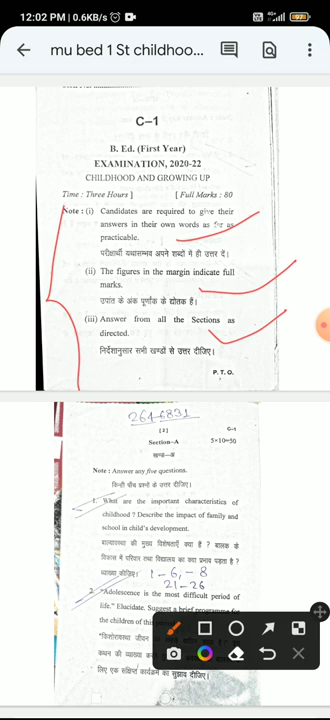 12:02 PM | 0.6KB/s
97
mu bed 1 St childhoo...
C-1
B. Ed. (First Year)
EXAMINATION, 2020-22
CHILDHOOD AND GROWING UP
Time : Three Hours ] [ Full Marks : 80
Note : (i) Candidates are required to give their
answers in their own words as far as
practicable.
परीक्षार्थी यथासम्भव अपने शब्दों में ही उत्तर दें।
(ii) The figures in the margin indicate full
marks.
उपांत के अंक पूर्णांक के द्योतक हैं।
(iii) Answer from all the Sections as
directed.
निर्देशानुसार सभी खण्डों से उत्तर दीजिए।
P. T. O.
2646831
[2] C-1
Section-A 5×10=50
खण्ड-अ
Note : Answer any five questions.
किन्हीं पाँच प्रश्नों के उत्तर दीजिए।
1. What are the important characteristics of
childhood ? Describe the impact of family and
school in child's development.
बाल्यावस्था की मुख्य विशेषताएँ क्या हैं ? बालक के
विकास में परिवार तथा विद्यालय का क्या प्रभाव पड़ता है ?
व्याख्या कीजिए। 1-6, -8
21-26
2. "Adolescence is the most difficult period of
life." Elucidate. Suggest a brief programme for
the children of this
"किशोरावस्था जीवन
कथन की व्याख्या
लिए एक संक्षिप्त कार्यक्रम का सुझाव दीजिए।